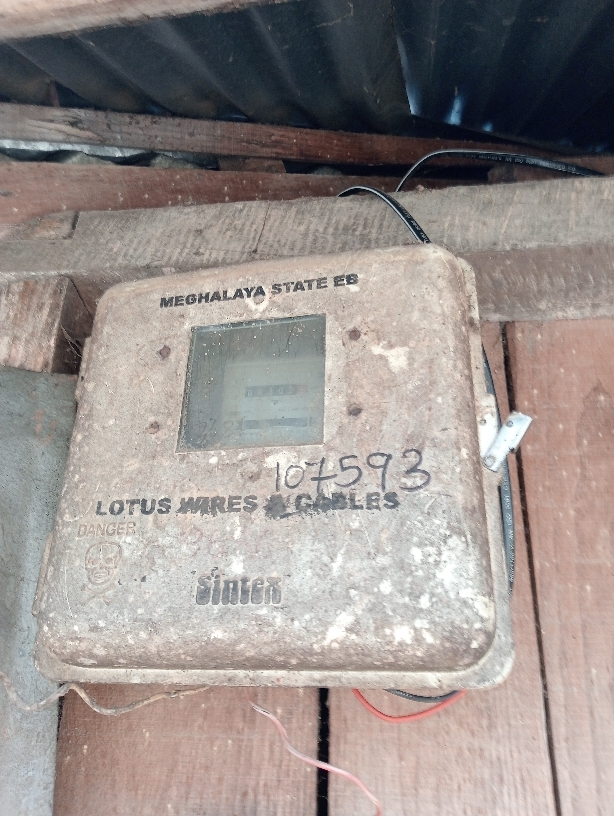 MEGHALAYA STATE EB
107593
LOTUS WIRES & CABLES
DANGER
Sintex